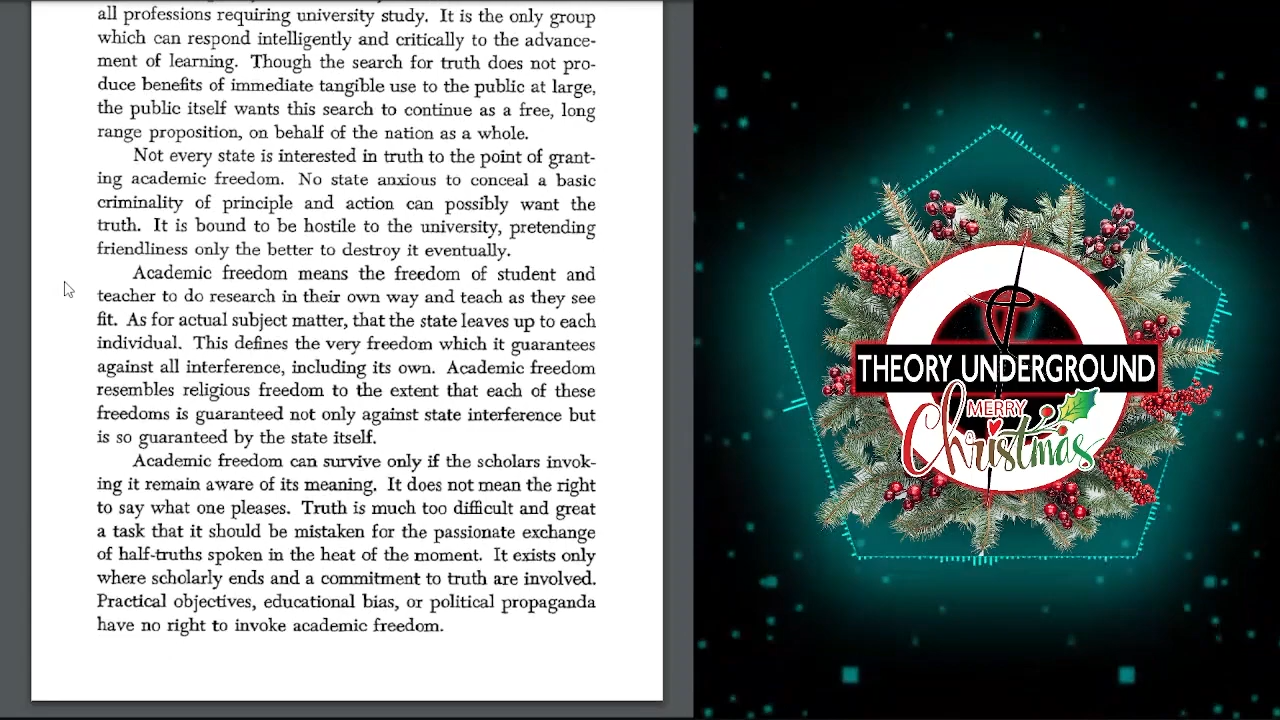 all professions requiring university study. It is the only group
which can respond intelligently and critically to the advance-
ment of learning. Though the search for truth does not pro-
duce benefits of immediate tangible use to the public at large,
the public itself wants this search to continue as a free, long
range proposition, on behalf of the nation as a whole.
Not every state is interested in truth to the point of grant-
ing academic freedom. No state anxious to conceal a basic
criminality of principle and action can possibly want the
truth. It is bound to be hostile to the university, pretending
friendliness only the better to destroy it eventually.
Academic freedom means the freedom of student and
teacher to do research in their own way and teach as they see
fit. As for actual subject matter, that the state leaves up to each
individual. This defines the very freedom which it guarantees
against all interference, including its own. Academic freedom
resembles religious freedom to the extent that each of these
freedoms is guaranteed not only against state interference but
is so guaranteed by the state itself.
Academic freedom can survive only if the scholars invok-
ing it remain aware of its meaning. It does not mean the right
to say what one pleases. Truth is much too difficult and great
a task that it should be mistaken for the passionate exchange
of half-truths spoken in the heat of the moment. It exists only
where scholarly ends and a commitment to truth are involved.
Practical objectives, educational bias, or political propaganda
have no right to invoke academic freedom.
THEORY UNDERGROUND
MERRY
Christmas